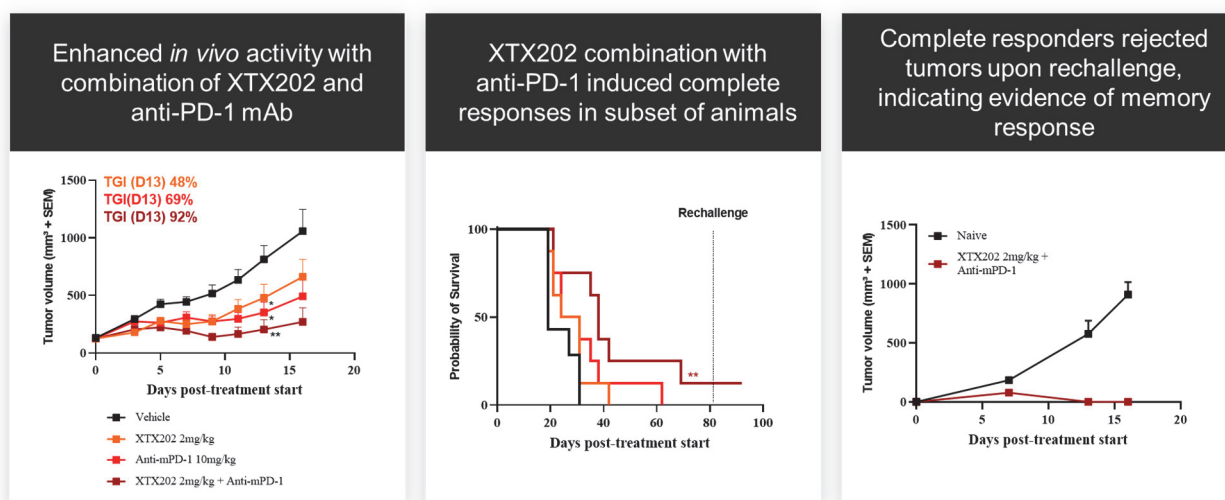 Enhanced in vivo activity with
combination of XTX202 and
anti-PD-1 mAb
TGI (D13) 48%
TGI(D13) 69%
TGI (D13) 92%
Tumor volume (mm³ + SEM)
1500
1000
500
0
0
5
10
15
20
*
*
**
Days post-treatment start
Vehicle
XTX202 2mg/kg
Anti-mPD-1 10mg/kg
XTX202 2mg/kg + Anti-mPD-1
XTX202 combination with
anti-PD-1 induced complete
responses in subset of animals
Rechallenge
Probability of Survival
100
50
0
0
20
40
60
80
100
**
Days post-treatment start
Complete responders rejected
tumors upon rechallenge,
indicating evidence of memory
response
Tumor volume (mm³ + SEM)
1500
1000
500
0
0
5
10
15
20
Naive
XTX202 2mg/kg +
Anti-mPD-1
Days post-treatment start